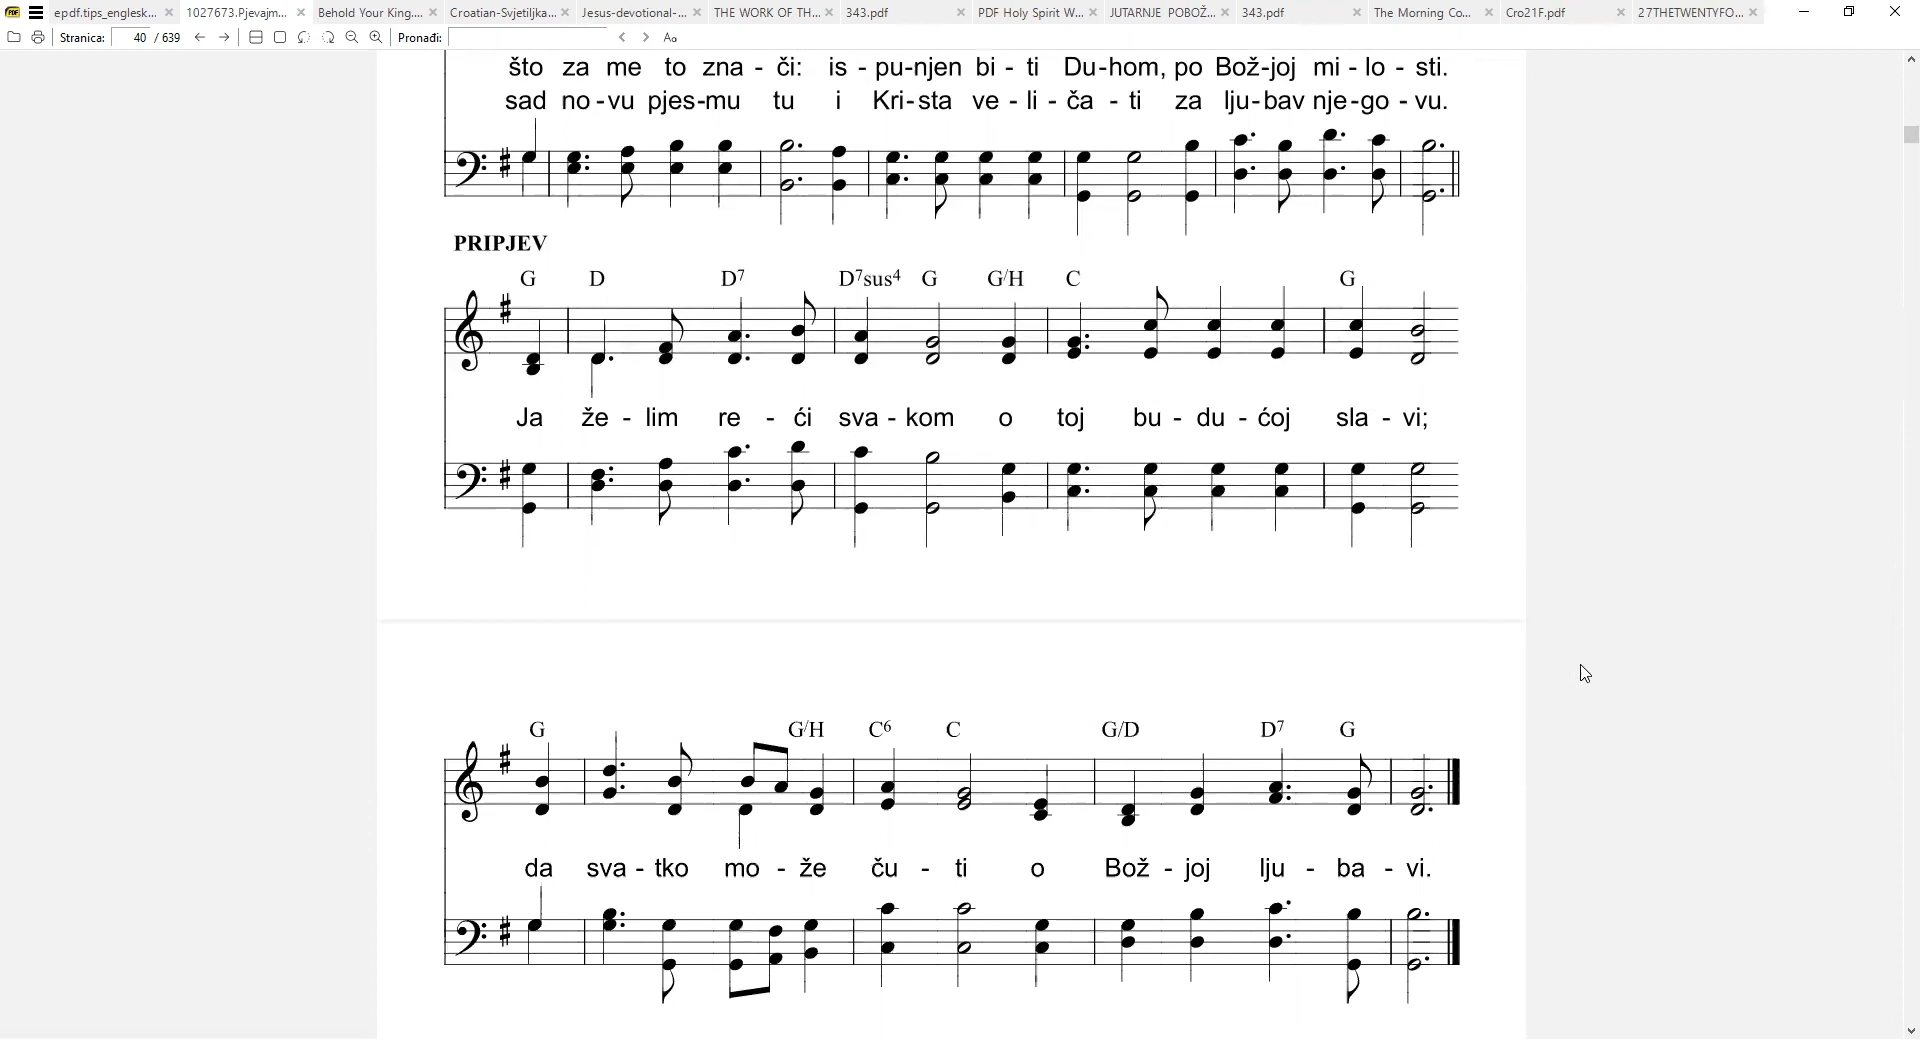 epdf.tips_englesk...
1027673.Pjevajm...
Behold Your King....
Croatian-Svjetiljka...
Jesus-devotional-...
THE WORK OF TH...
343.pdf
PDF Holy Spirit W...
JUTARNJE POBOŽ...
343.pdf
The Morning Co...
Cro21F.pdf
27THETWENTYFO...
Stranica: 40 / 639 Pronađi:
što za me to zna - či: is - pu-njen bi - ti Du-hom, po Bož-joj mi - lo - sti.
sad no-vu pjes-mu tu i Kri-sta ve-li-ča-ti za lju-bav nje-go-vu.
PRIPJEV
G D D7 D7sus4 G G/H C G
Ja že - lim re - ći sva - kom o toj bu - du - ćoj sla - vi;
G G/H C6 C G/D D7 G
da sva - tko mo - že ču - ti o Bož - joj lju - ba - vi.